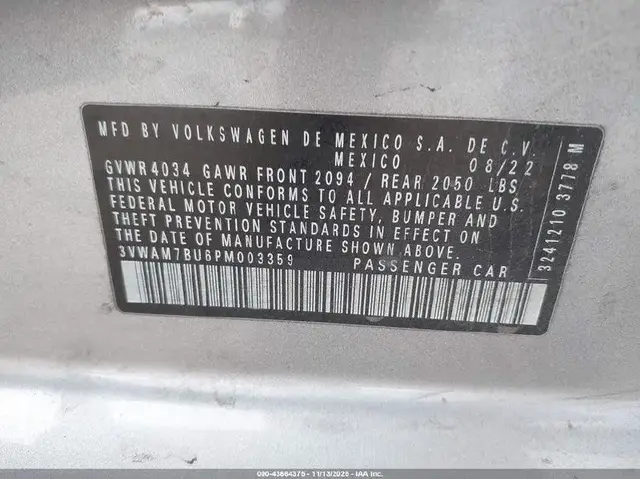 MFD BY VOLKSWAGEN DE MEXICO S.A. DE C.V.
MEXICO 08/22
GVWR 4034 GAWR FRONT 2094 / REAR 2050 LBS
THIS VEHICLE CONFORMS TO ALL APPLICABLE U.S.
FEDERAL MOTOR VEHICLE SAFETY, BUMPER AND
THEFT PREVENTION STANDARDS IN EFFECT ON
THE DATE OF MANUFACTURE SHOWN ABOVE.
3VWAM7BU6PM003359 PASSENGER CAR
3241210 3778 M
090-43664375 - 11/13/2025 - IAA Inc.